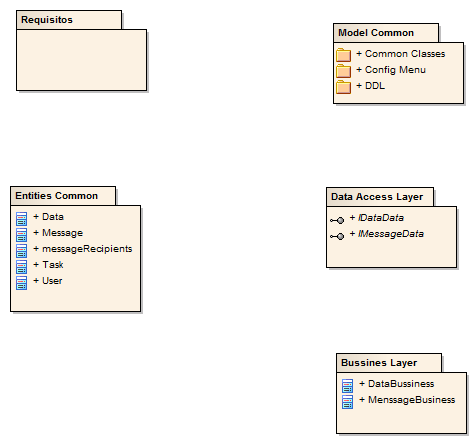 Requisitos
Model Common
+ Common Classes
+ Config Menu
+ DDL
Entities Common
+ Data
+ Message
+ messageRecipients
+ Task
+ User
Data Access Layer
+ IDataData
+ IMessageData
Bussines Layer
+ DataBussiness
+ MenssageBusiness